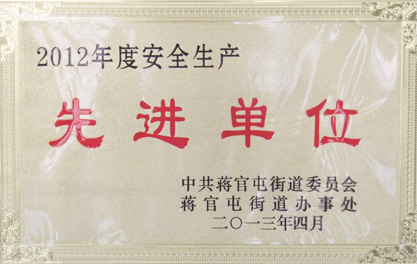 2012年度安全生产
先进单位
中共蒋官屯街道委员会
蒋官屯街道办事处
二〇一三年四月